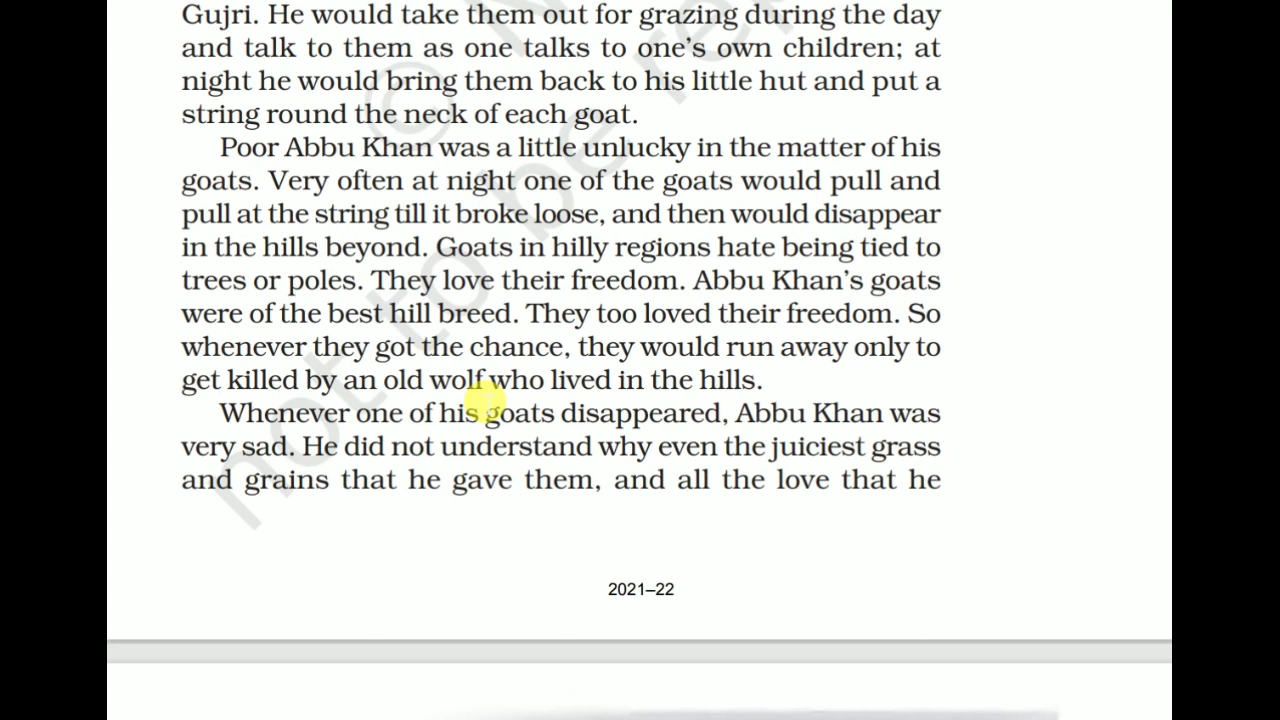 Gujri. He would take them out for grazing during the day
and talk to them as one talks to one's own children; at
night he would bring them back to his little hut and put a
string round the neck of each goat.
Poor Abbu Khan was a little unlucky in the matter of his
goats. Very often at night one of the goats would pull and
pull at the string till it broke loose, and then would disappear
in the hills beyond. Goats in hilly regions hate being tied to
trees or poles. They love their freedom. Abbu Khan's goats
were of the best hill breed. They too loved their freedom. So
whenever they got the chance, they would run away only to
get killed by an old wolf who lived in the hills.
Whenever one of his goats disappeared, Abbu Khan was
very sad. He did not understand why even the juiciest grass
and grains that he gave them, and all the love that he
2021–22
© N
not to be rep